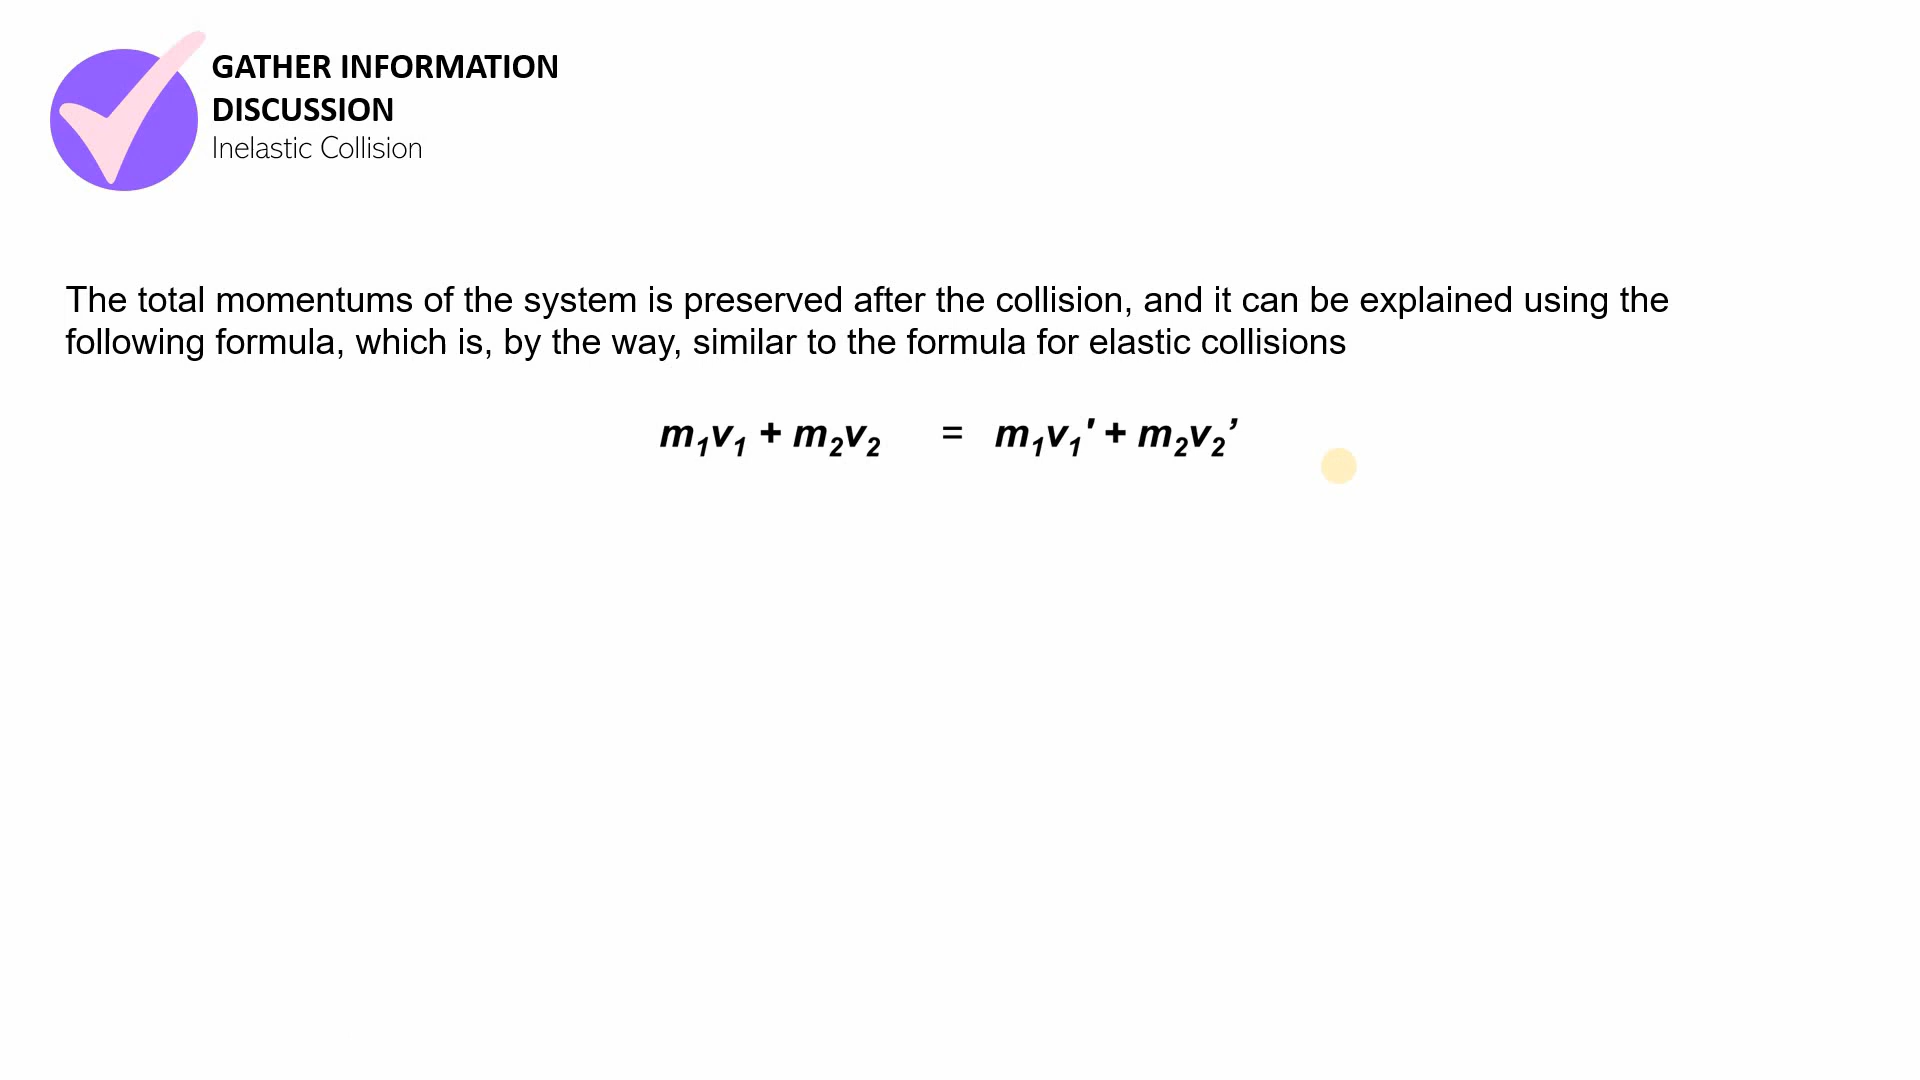 GATHER INFORMATION
DISCUSSION
Inelastic Collision
The total momentums of the system is preserved after the collision, and it can be explained using the
following formula, which is, by the way, similar to the formula for elastic collisions
m₁v₁ + m₂v₂ = m₁v₁' + m₂v₂’